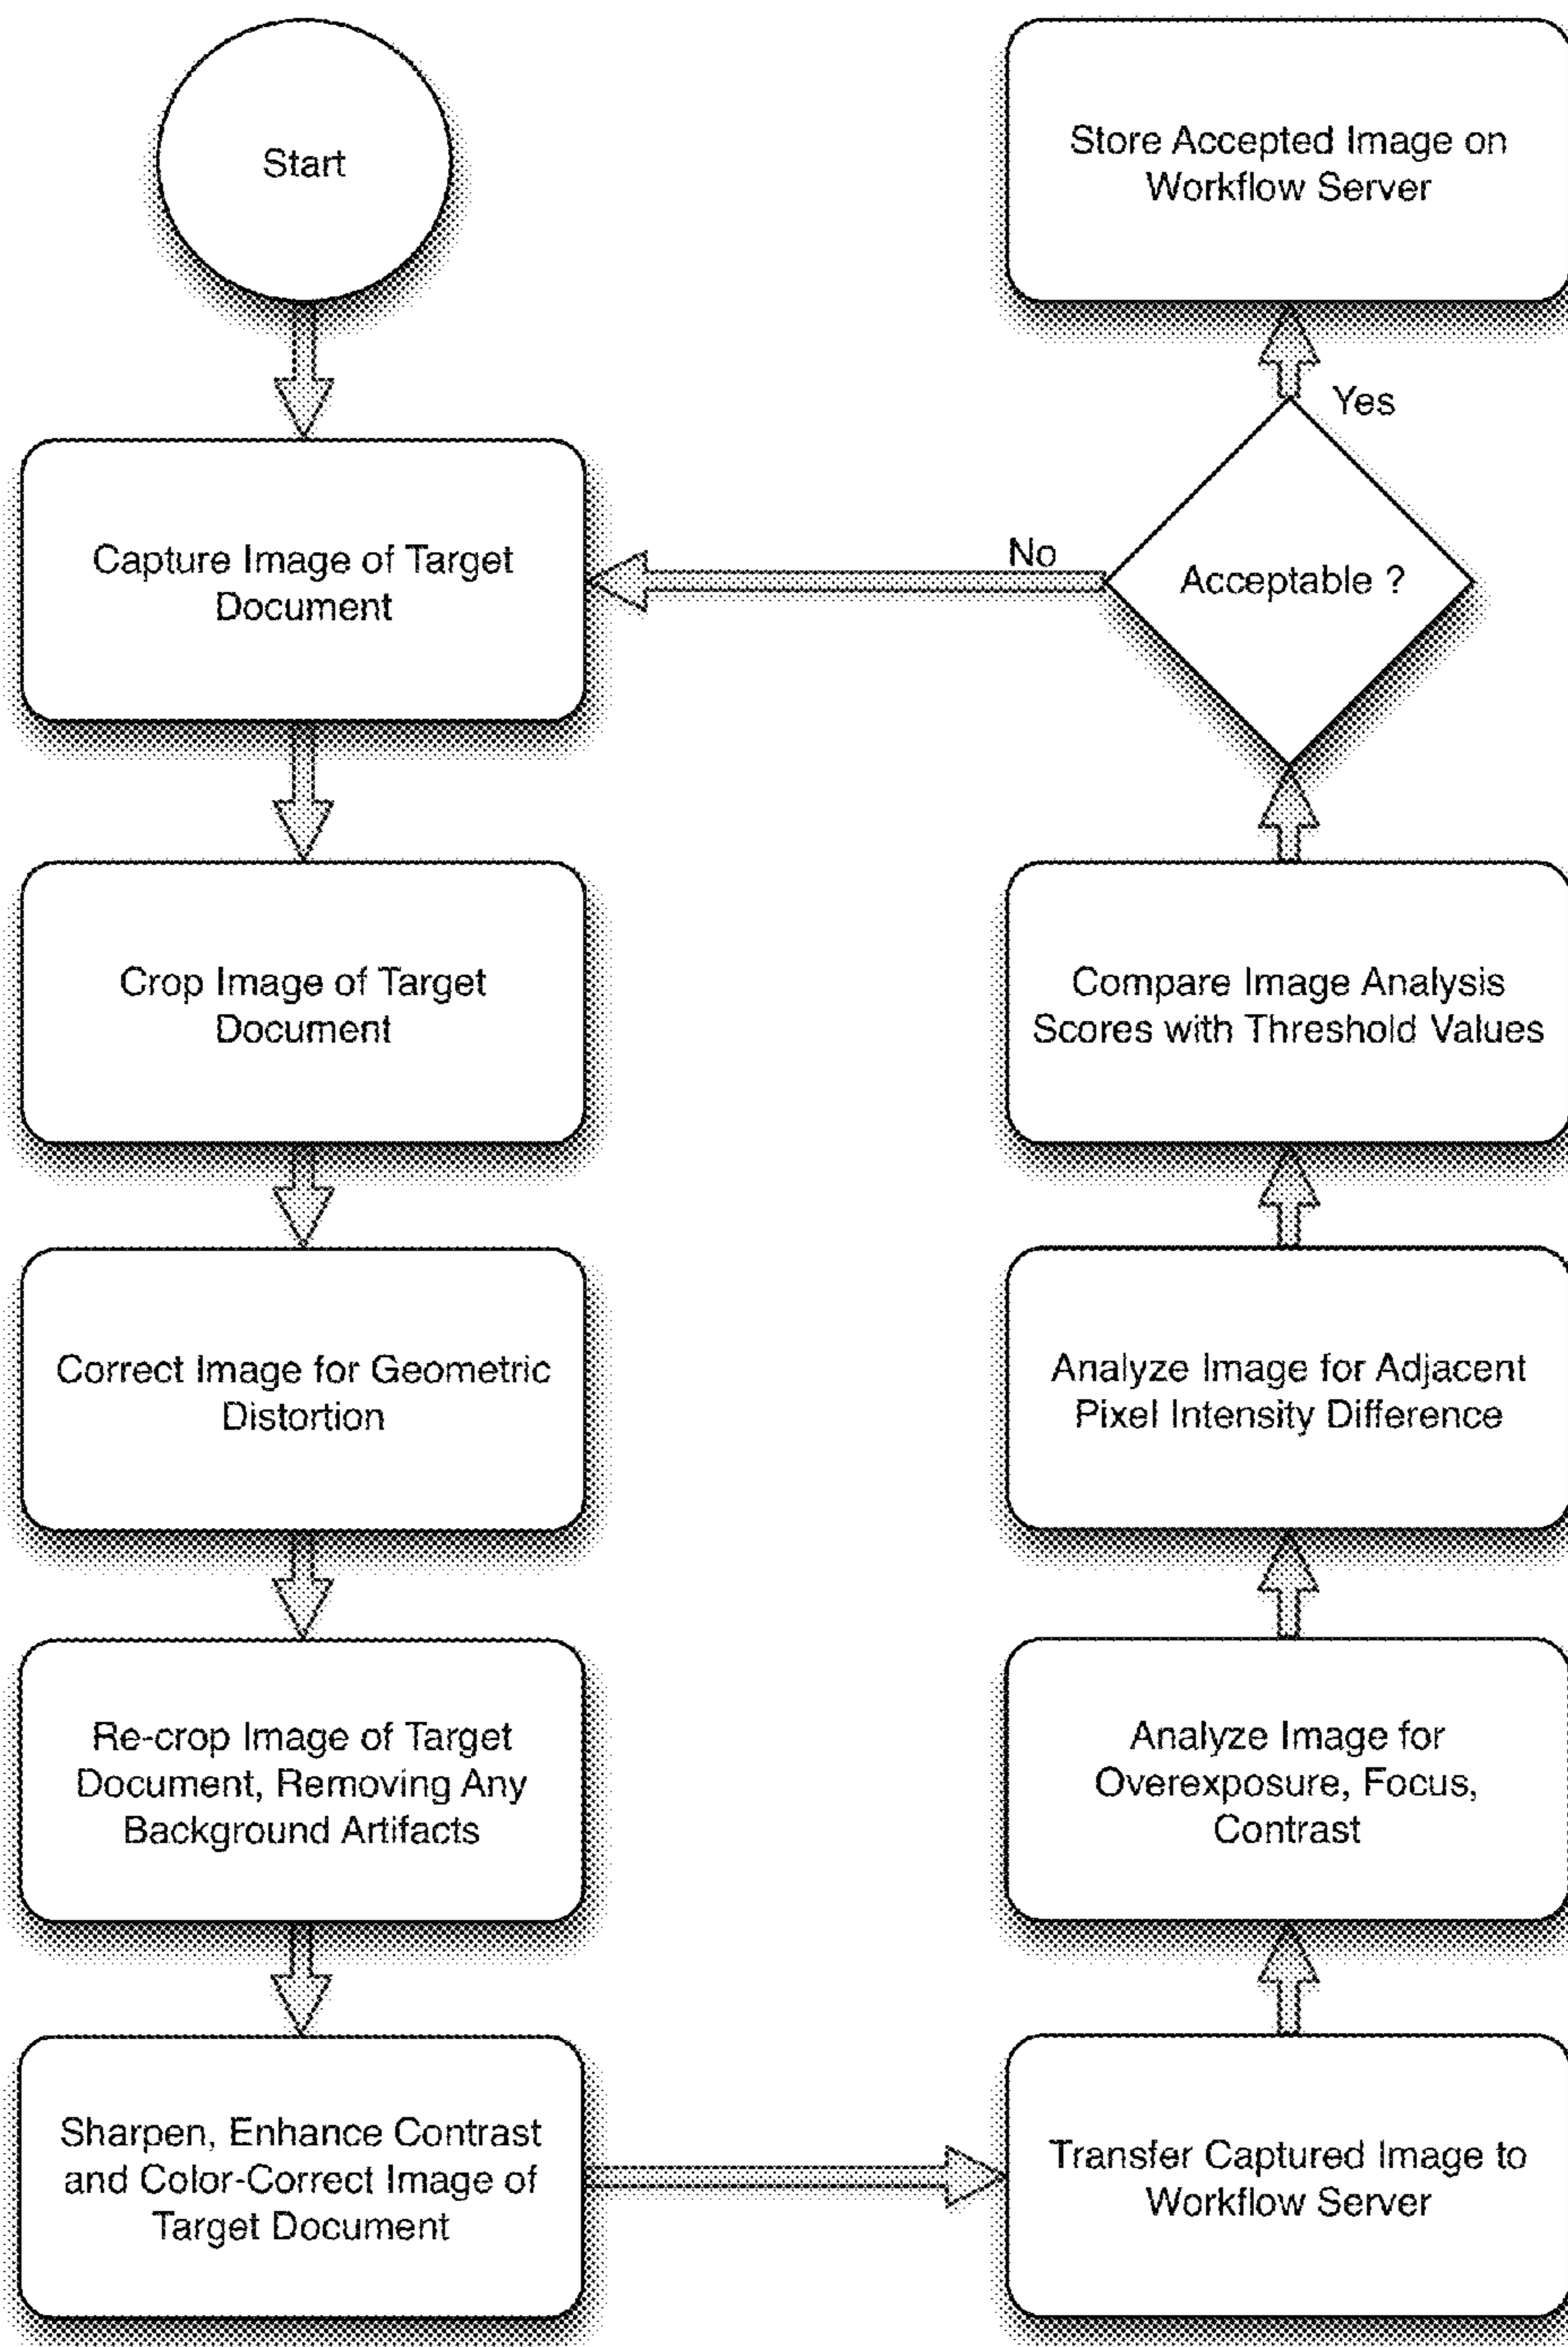 Start
Capture Image of Target
Document
Crop Image of Target
Document
Correct Image for Geometric
Distortion
Re-crop Image of Target
Document, Removing Any
Background Artifacts
Sharpen, Enhance Contrast
and Color-Correct Image of
Target Document
Transfer Captured Image to
Workflow Server
Analyze Image for
Overexposure, Focus,
Contrast
Analyze Image for Adjacent
Pixel Intensity Difference
Compare Image Analysis
Scores with Threshold Values
Acceptable ?
No
Yes
Store Accepted Image on
Workflow Server